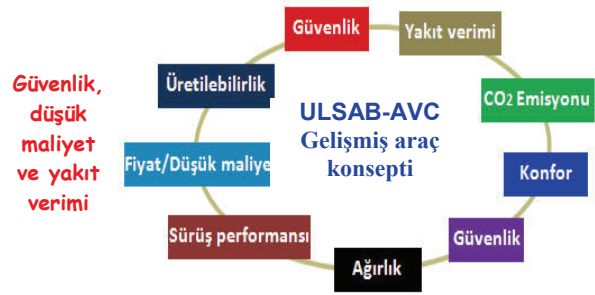 Güvenlik,
düşük
maliyet
ve yakıt
verimi
Güvenlik
Yakıt verimi
CO2 Emisyonu
Konfor
Güvenlik
Ağırlık
Sürüş performansı
Fiyat/Düşük maliye
Üretilebilirlik
ULSAB-AVC
Gelişmiş araç
konsepti